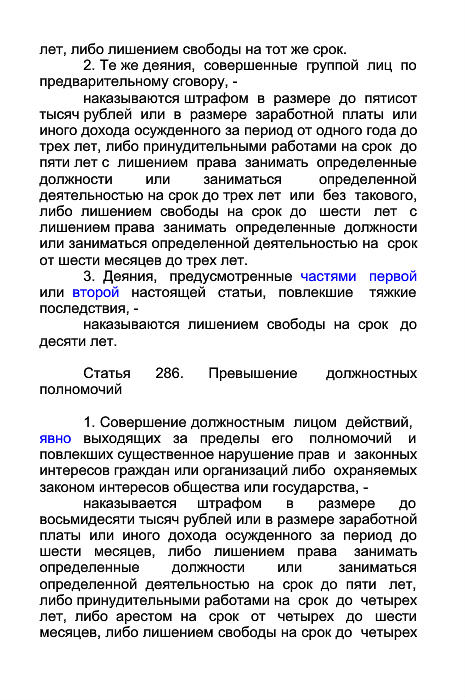 лет, либо лишением свободы на тот же срок.
2. Те же деяния, совершенные группой лиц по
предварительному сговору, -
наказываются штрафом в размере до пятисот
тысяч рублей или в размере заработной платы или
иного дохода осужденного за период от одного года до
трех лет, либо принудительными работами на срок до
пяти лет с лишением права занимать определенные
должности или заниматься определенной
деятельностью на срок до трех лет или без такового,
либо лишением свободы на срок до шести лет с
лишением права занимать определенные должности
или заниматься определенной деятельностью на срок
от шести месяцев до трех лет.
3. Деяния, предусмотренные частями первой
или второй настоящей статьи, повлекшие тяжкие
последствия, -
наказываются лишением свободы на срок до
десяти лет.
Статья 286. Превышение должностных
полномочий
1. Совершение должностным лицом действий,
явно выходящих за пределы его полномочий и
повлекших существенное нарушение прав и законных
интересов граждан или организаций либо охраняемых
законом интересов общества или государства, -
наказывается штрафом в размере до
восьмидесяти тысяч рублей или в размере заработной
платы или иного дохода осужденного за период до
шести месяцев, либо лишением права занимать
определенные должности или заниматься
определенной деятельностью на срок до пяти лет,
либо принудительными работами на срок до четырех
лет, либо арестом на срок от четырех до шести
месяцев, либо лишением свободы на срок до четырех